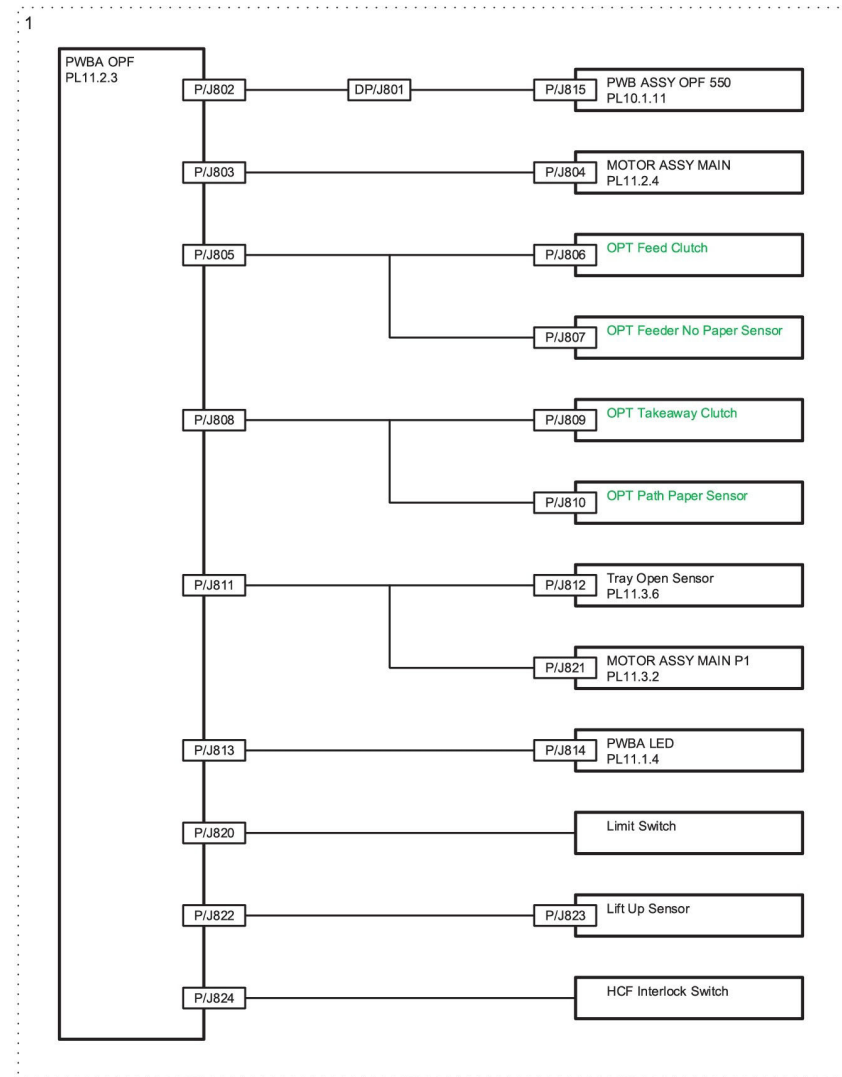 1
PWBA OPF
PL11.2.3
P/J802
DP/J801
P/J815
PWB ASSY OPF 550
PL10.1.11
P/J803
P/J804
MOTOR ASSY MAIN
PL11.2.4
P/J805
P/J806
OPT Feed Clutch
P/J807
OPT Feeder No Paper Sensor
P/J808
P/J809
OPT Takeaway Clutch
P/J810
OPT Path Paper Sensor
P/J811
P/J812
Tray Open Sensor
PL11.3.6
P/J821
MOTOR ASSY MAIN P1
PL11.3.2
P/J813
P/J814
PWBA LED
PL11.1.4
P/J820
Limit Switch
P/J822
P/J823
Lift Up Sensor
P/J824
HCF Interlock Switch